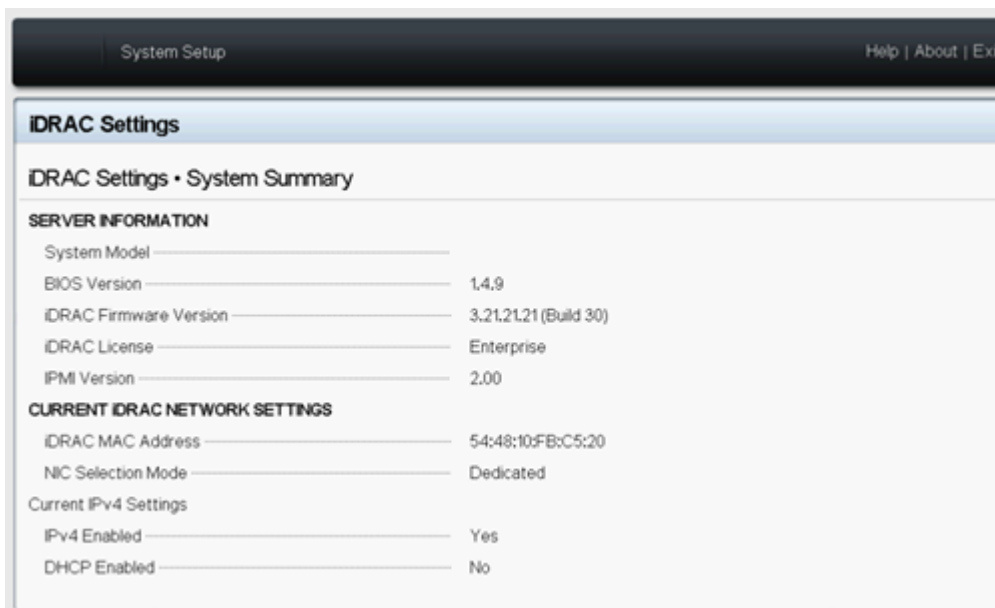 System Setup
Help | About | Exi
iDRAC Settings
iDRAC Settings • System Summary
SERVER INFORMATION
System Model
BIOS Version 1.4.9
iDRAC Firmware Version 3.21.21.21 (Build 30)
iDRAC License Enterprise
IPMI Version 2.00
CURRENT iDRAC NETWORK SETTINGS
iDRAC MAC Address 54:48:10:FB:C5:20
NIC Selection Mode Dedicated
Current IPv4 Settings
IPv4 Enabled Yes
DHCP Enabled No